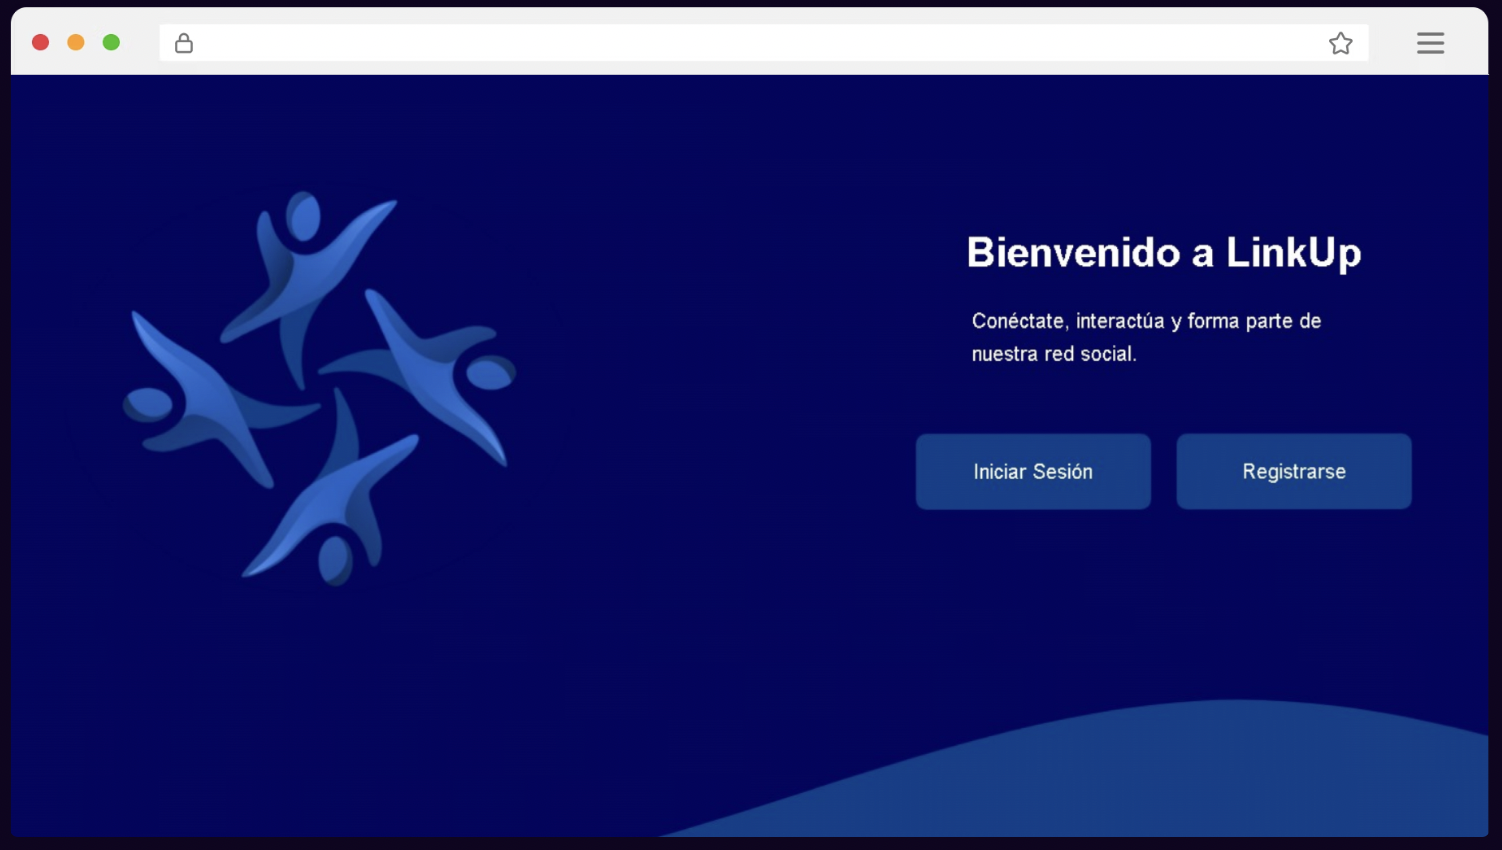 Bienvenido a LinkUp
Conéctate, interactúa y forma parte de
nuestra red social.
Iniciar Sesión
Registrarse